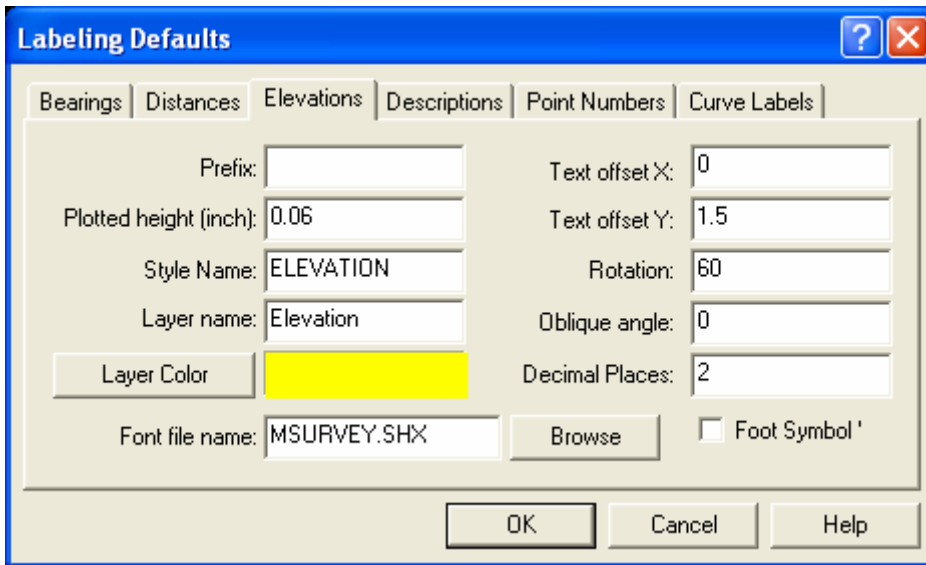 Labeling Defaults
Bearings Distances Elevations Descriptions Point Numbers Curve Labels
Prefix: Text offset X: 0
Plotted height (inch): 0.06 Text offset Y: 1.5
Style Name: ELEVATION Rotation: 60
Layer name: Elevation Oblique angle: 0
Layer Color Decimal Places: 2
Font file name: MSURVEY.SHX Browse Foot Symbol '
OK Cancel Help